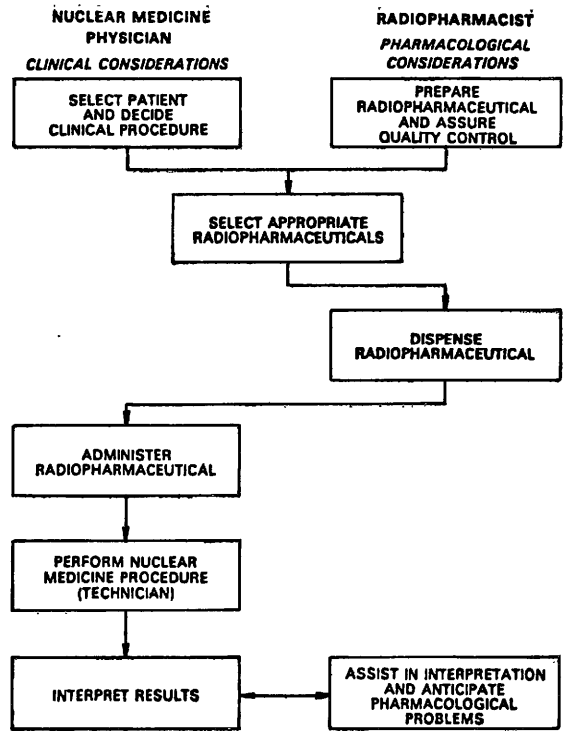 NUCLEAR MEDICINE
PHYSICIAN
CLINICAL CONSIDERATIONS
RADIOPHARMACIST
PHARMACOLOGICAL
CONSIDERATIONS
SELECT PATIENT
AND DECIDE
CLINICAL PROCEDURE
PREPARE
RADIOPHARMACEUTICAL
AND ASSURE
QUALITY CONTROL
SELECT APPROPRIATE
RADIOPHARMACEUTICALS
DISPENSE
RADIOPHARMACEUTICAL
ADMINISTER
RADIOPHARMACEUTICAL
PERFORM NUCLEAR
MEDICINE PROCEDURE
(TECHNICIAN)
INTERPRET RESULTS
ASSIST IN INTERPRETATION
AND ANTICIPATE
PHARMACOLOGICAL
PROBLEMS